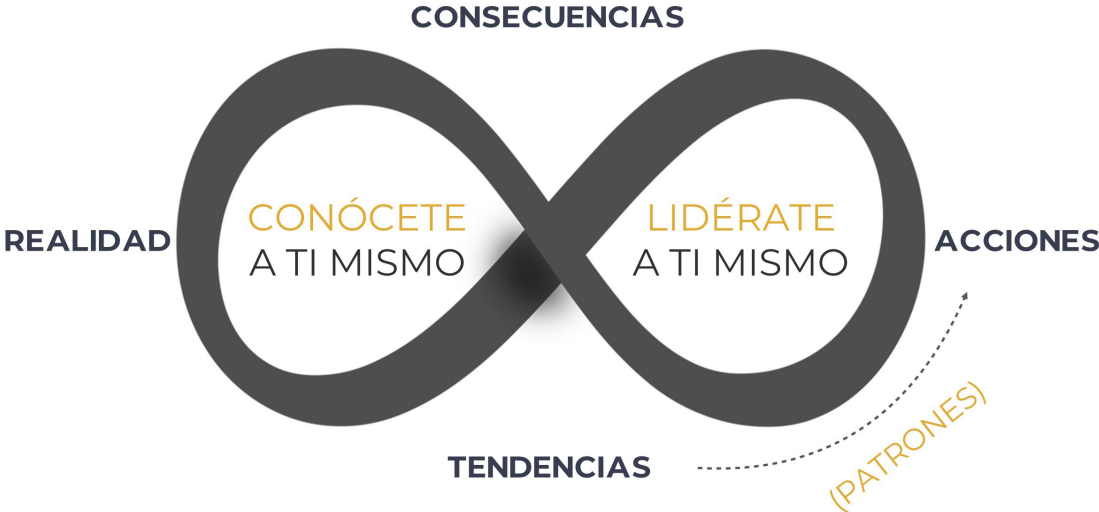 CONSECUENCIAS
CONÓCETE
A TI MISMO
LIDÉRATE
A TI MISMO
REALIDAD
ACCIONES
TENDENCIAS
(PATRONES)